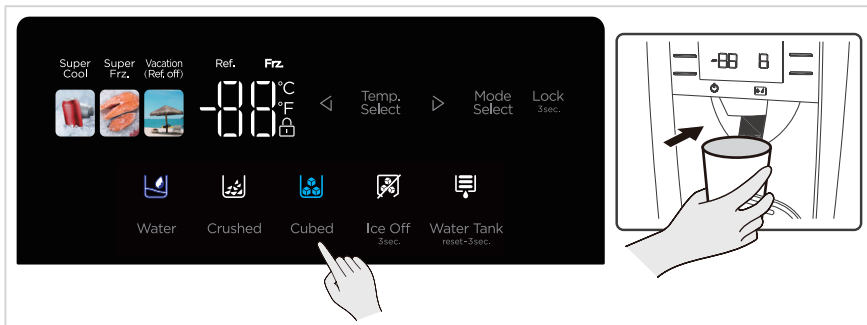 Super Cool
Super Frz.
Vacation (Ref, off)
Ref.
Frz.
-88
°C
°F
Temp. Select
Mode Select
Lock
3sec.
Water
Crushed
Cubed
Ice Off
3sec.
Water Tank
reset-3sec.
-88 8